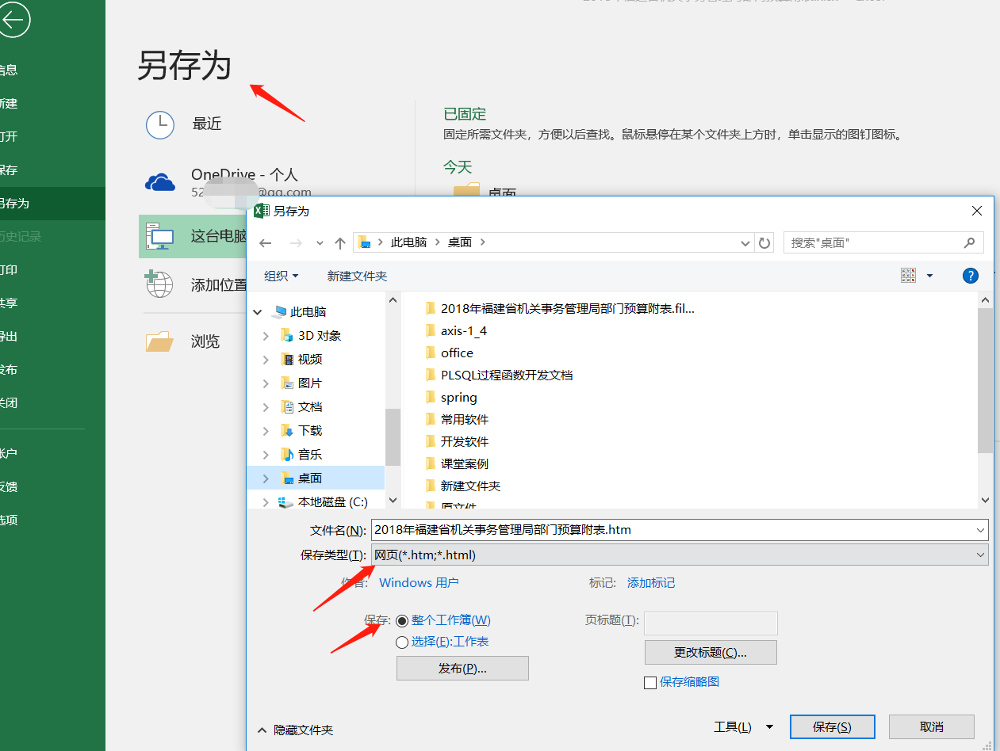 信息
新建
打开
保存
另存为
历史记录
打印
共享
导出
发布
关闭
帐户
反馈
选项
另存为
最近
OneDrive - 个人
52
@qq.com
这台电脑
添加位置
浏览
已固定
固定所需文件夹，方便以后查找。鼠标悬停在某个文件夹上方时，单击显示的图钉图标。
今天
桌面
另存为
此电脑
桌面
搜索"桌面"
组织
新建文件夹
此电脑
3D 对象
视频
图片
文档
下载
音乐
桌面
本地磁盘 (C:)
2018年福建省机关事务管理局部门预算附表.fil...
axis-1_4
office
PLSQL过程函数开发文档
spring
常用软件
开发软件
课堂案例
新建文件夹
原文件
文件名(N):
2018年福建省机关事务管理局部门预算附表.htm
保存类型(T):
网页(*.htm;*.html)
作者:
Windows 用户
标记:
添加标记
保存:
整个工作簿(W)
选择(E):工作表
发布(P)...
页标题(T):
更改标题(C)...
保存缩略图
隐藏文件夹
工具(L)
保存(S)
取消